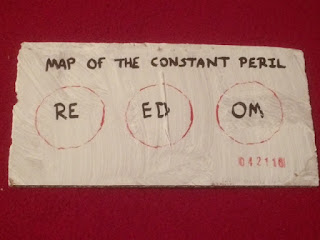 MAP OF THE CONSTANT PERIL
RE ED OM
042116